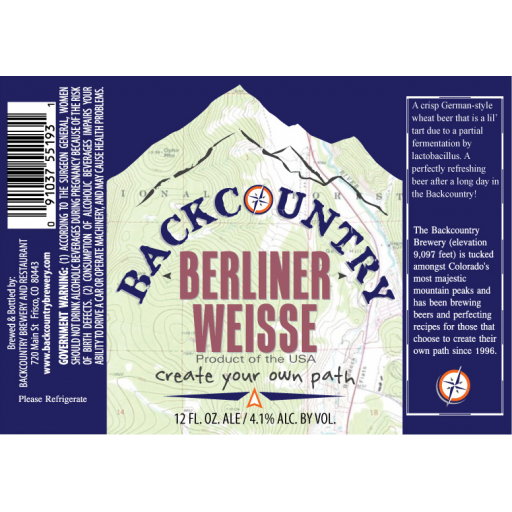 0 91037 55193 1
Brewed & Bottled by:
BACKCOUNTRY BREWERY AND RESTAURANT
720 Main St  Frisco, CO  80443
www.backcountrybrewery.com
GOVERNMENT WARNING: (1) ACCORDING TO THE SURGEON GENERAL, WOMEN
SHOULD NOT DRINK ALCOHOLIC BEVERAGES DURING PREGNANCY BECAUSE OF THE RISK
OF BIRTH DEFECTS. (2) CONSUMPTION OF ALCOHOLIC BEVERAGES IMPAIRS YOUR
ABILITY TO DRIVE A CAR OR OPERATE MACHINERY, AND MAY CAUSE HEALTH PROBLEMS.
Please Refrigerate
BACKCOUNTRY
BERLINER
WEISSE
Product of the USA
create your own path
12 FL. OZ. ALE / 4.1% ALC. BY VOL.
A crisp German-style
wheat beer that is a lil'
tart due to a partial
fermentation by
lactobacillus. A
perfectly refreshing
beer after a long day in
the Backcountry!
The Backcountry
Brewery (elevation
9,097 feet) is tucked
amongst Colorado's
most majestic
mountain peaks and
has been brewing
beers and perfecting
recipes for those that
choose to create their
own path since 1996.